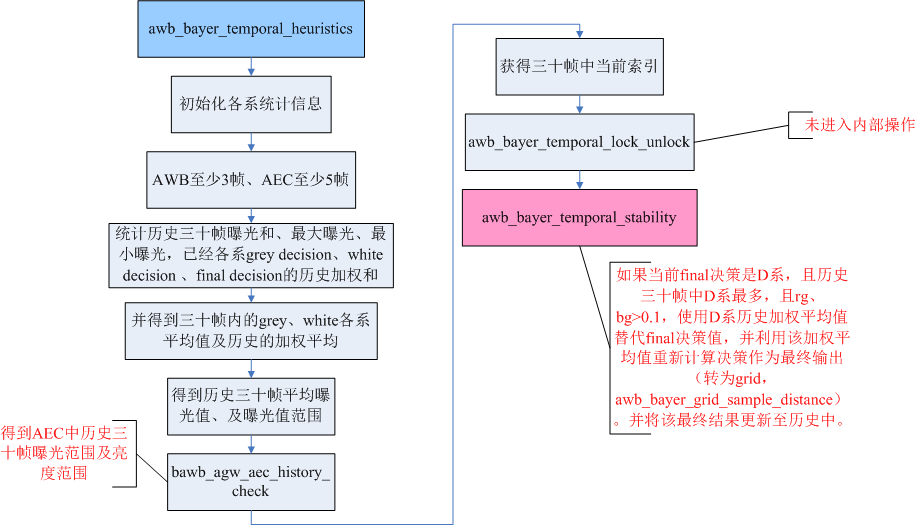 awb_bayer_temporal_heuristics
初始化各系统计信息
AWB至少3帧、AEC至少5帧
统计历史三十帧曝光和、最大曝光、最
小曝光，已经各系grey decision、white
decision 、final decision的历史加权和
并得到三十帧内的grey、white各系
平均值及历史的加权平均
得到历史三十帧平均曝
光值、及曝光值范围
bawb_agw_aec_history_
check
得到AEC中历史三
十帧曝光范围及亮
度范围
获得三十帧中当前索引
awb_bayer_temporal_lock_unlock
未进入内部操作
awb_bayer_temporal_stability
如果当前final决策是D系，且历史
三十帧中D系最多，且rg、
bg>0.1，使用D系历史加权平均值
替代final决策值，并利用该加权平
均值重新计算决策作为最终输出
（转为grid，
awb_bayer_grid_sample_distance）
。并将该最终结果更新至历史中。